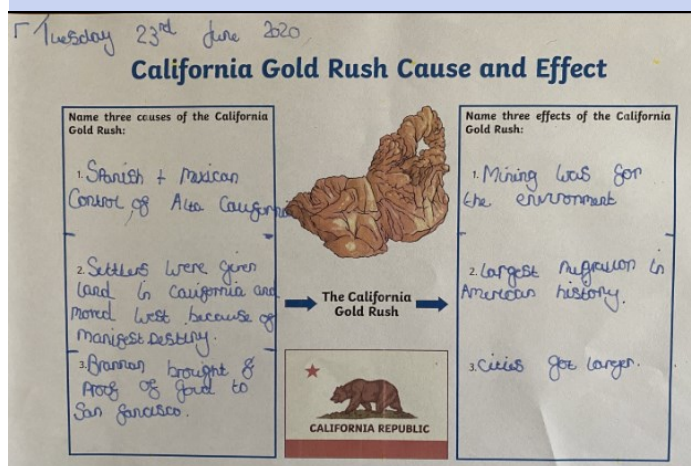 Tuesday 23rd June 2020
California Gold Rush Cause and Effect
Name three causes of the California
Gold Rush:
1. Spanish + Mexican
Control of Alta California
2. Settlers were given
land in California and
moved West because of
manifest Destiny.
3. Brannan brought
Proof of gold to
San Francisco.
The California
Gold Rush
CALIFORNIA REPUBLIC
Name three effects of the California
Gold Rush:
1. Mining was for
the environment
2. Largest migration in
American history.
3. Cities got larger.